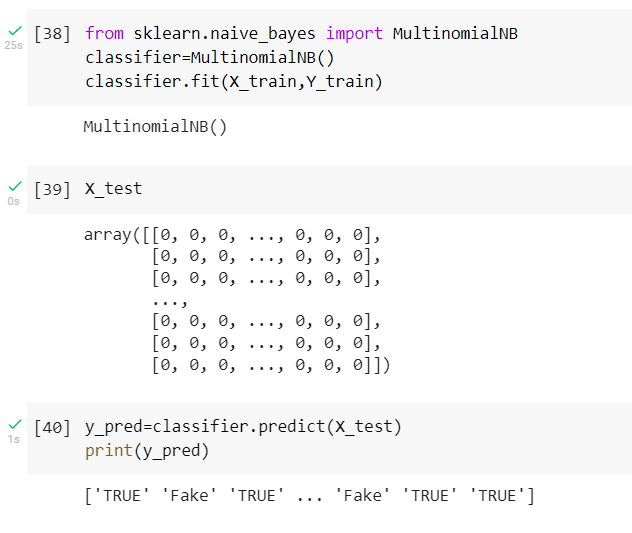 [38] from sklearn.naive_bayes import MultinomialNB
classifier=MultinomialNB()
classifier.fit(X_train,Y_train)
25s
MultinomialNB()
[39] X_test
0s
array([[0, 0, 0, ..., 0, 0, 0],
[0, 0, 0, ..., 0, 0, 0],
[0, 0, 0, ..., 0, 0, 0],
...,
[0, 0, 0, ..., 0, 0, 0],
[0, 0, 0, ..., 0, 0, 0],
[0, 0, 0, ..., 0, 0, 0]])
[40] y_pred=classifier.predict(X_test)
1s
print(y_pred)
['TRUE' 'Fake' 'TRUE' ... 'Fake' 'TRUE' 'TRUE']